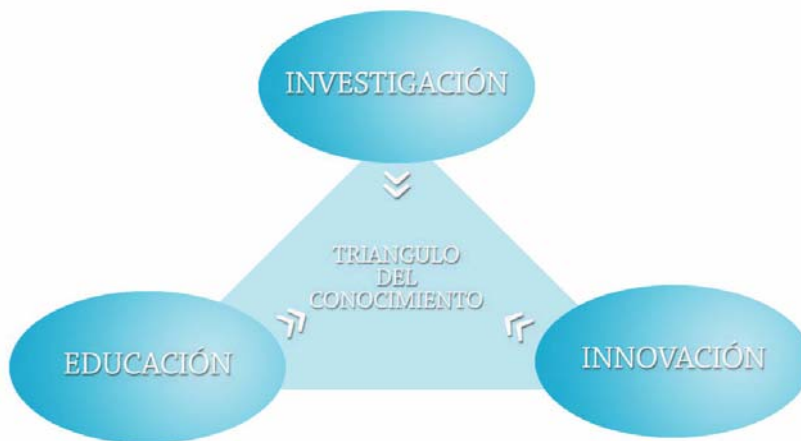 INVESTIGACIÓN
TRIANGULO
DEL
CONOCIMIENTO
EDUCACIÓN
INNOVACIÓN